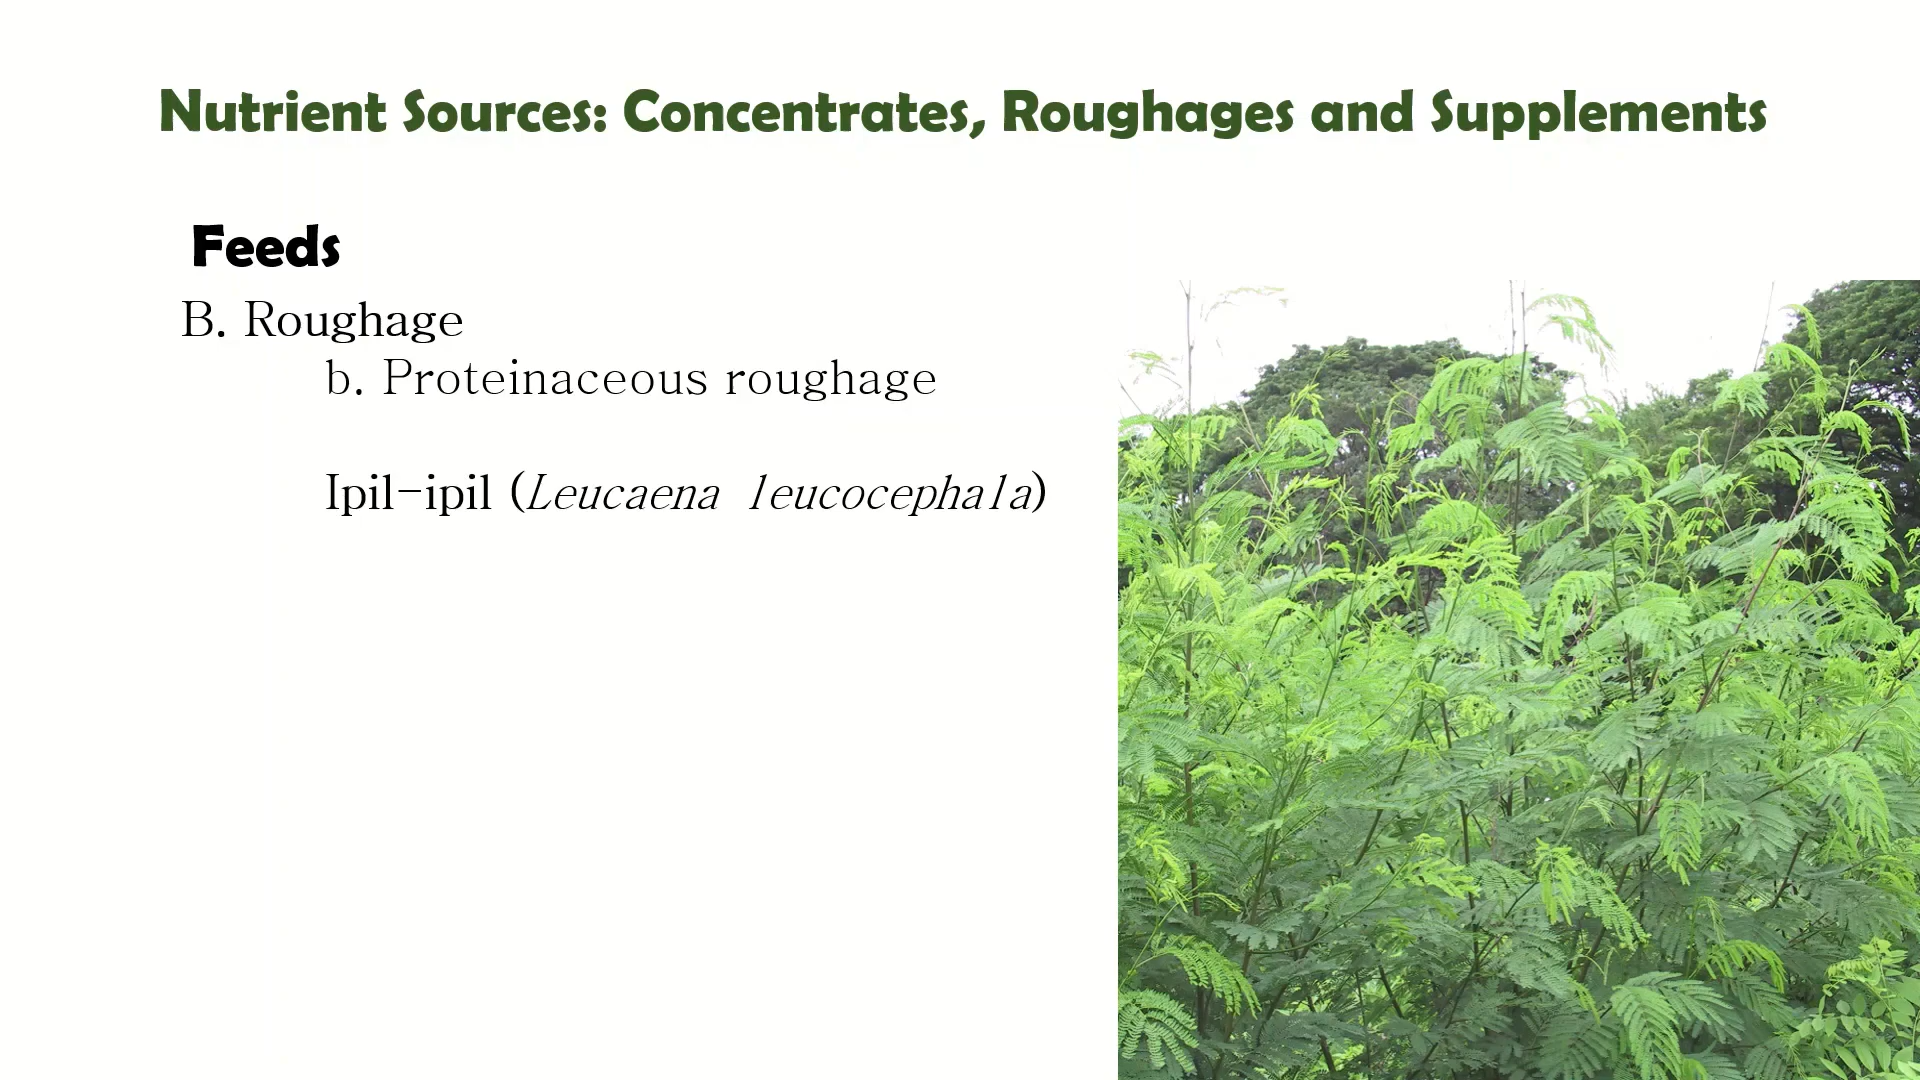 Nutrient Sources: Concentrates, Roughages and Supplements
Feeds
B. Roughage
b. Proteinaceous roughage
Ipil-ipil (Leucaena leucocephala)